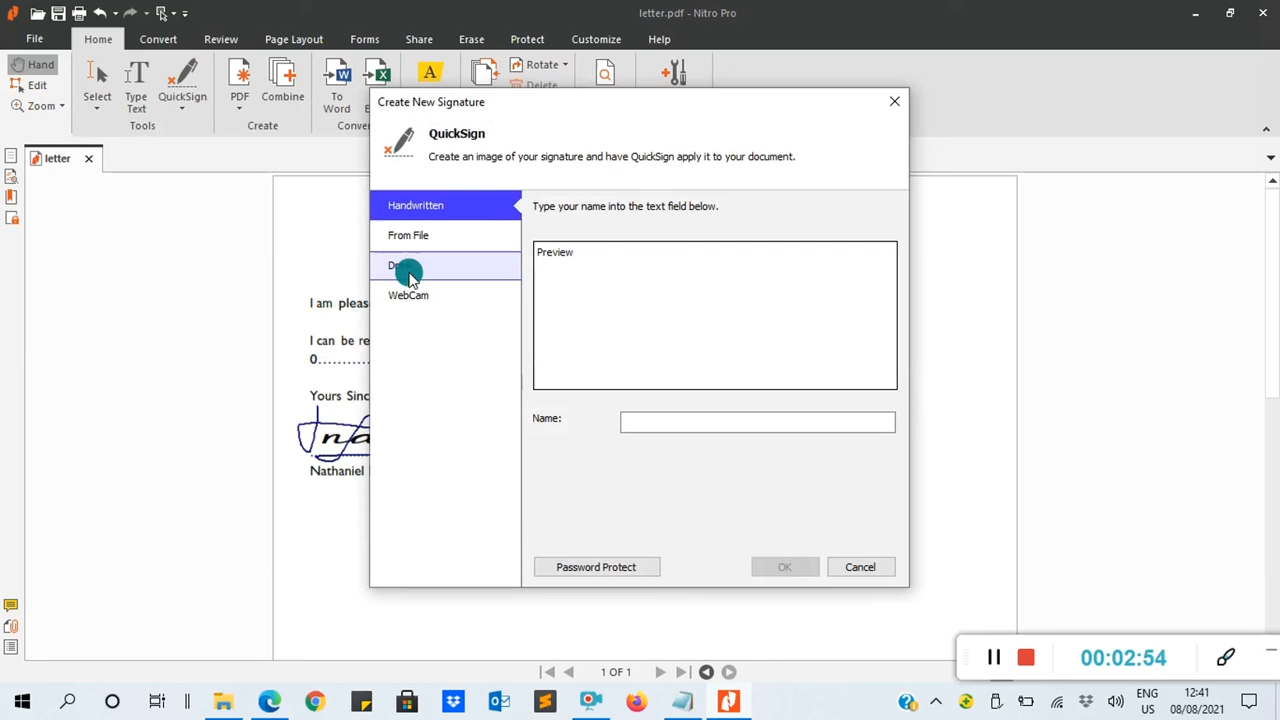 letter.pdf - Nitro Pro
File Home Convert Review Page Layout Forms Share Erase Protect Customize Help
Hand
Edit
Zoom
Select
Type Text
QuickSign
Tools
PDF
Combine
Create
To Word
Rotate
Delete
letter
Create New Signature
QuickSign
Create an image of your signature and have QuickSign apply it to your document.
Handwritten
From File
WebCam
Type your name into the text field below.
Preview
Name:
Password Protect
OK
Cancel
I am pleas
I can be re
0..........
Yours Sinc
na
Nathaniel
1 OF 1
00:02:54
ENG
US
12:41
08/08/2021